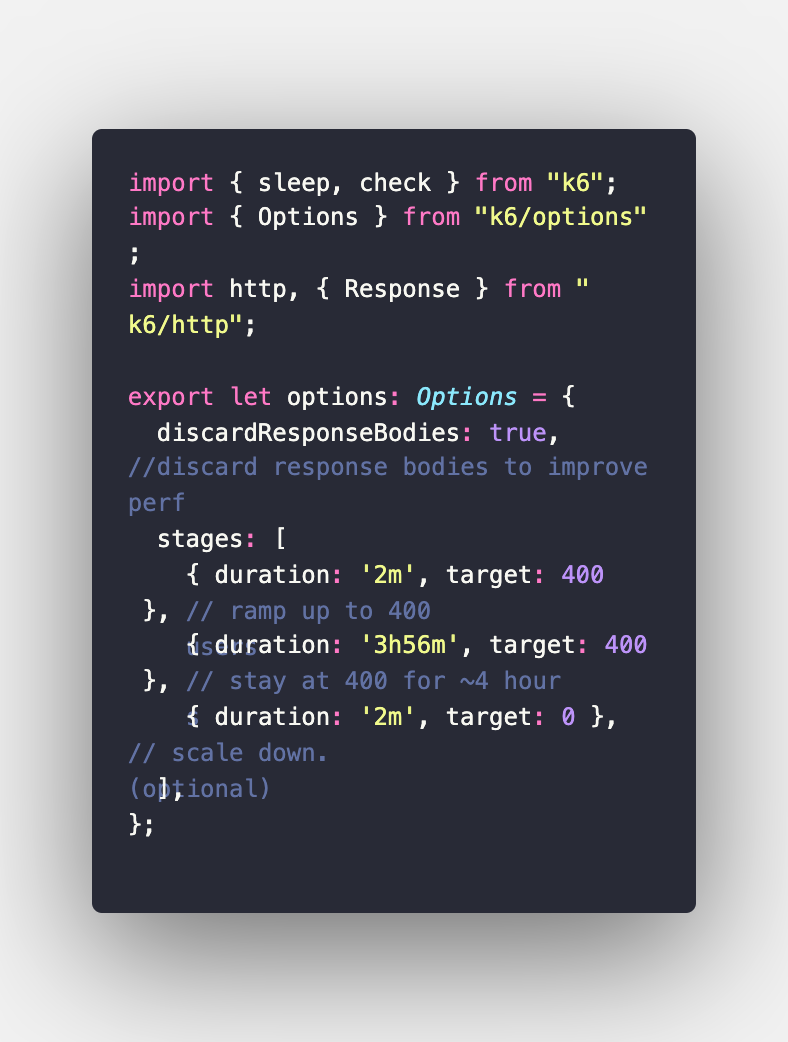 import { sleep, check } from "k6";
import { Options } from "k6/options"
;
import http, { Response } from "
k6/http";
export let options: Options = {
discardResponseBodies: true,
//discard response bodies to improve
perf
stages: [
{ duration: '2m', target: 400
}, // ramp up to 400
users
{ duration: '3h56m', target: 400
}, // stay at 400 for ~4 hour
s
{ duration: '2m', target: 0 },
// scale down.
(optional)
],
};